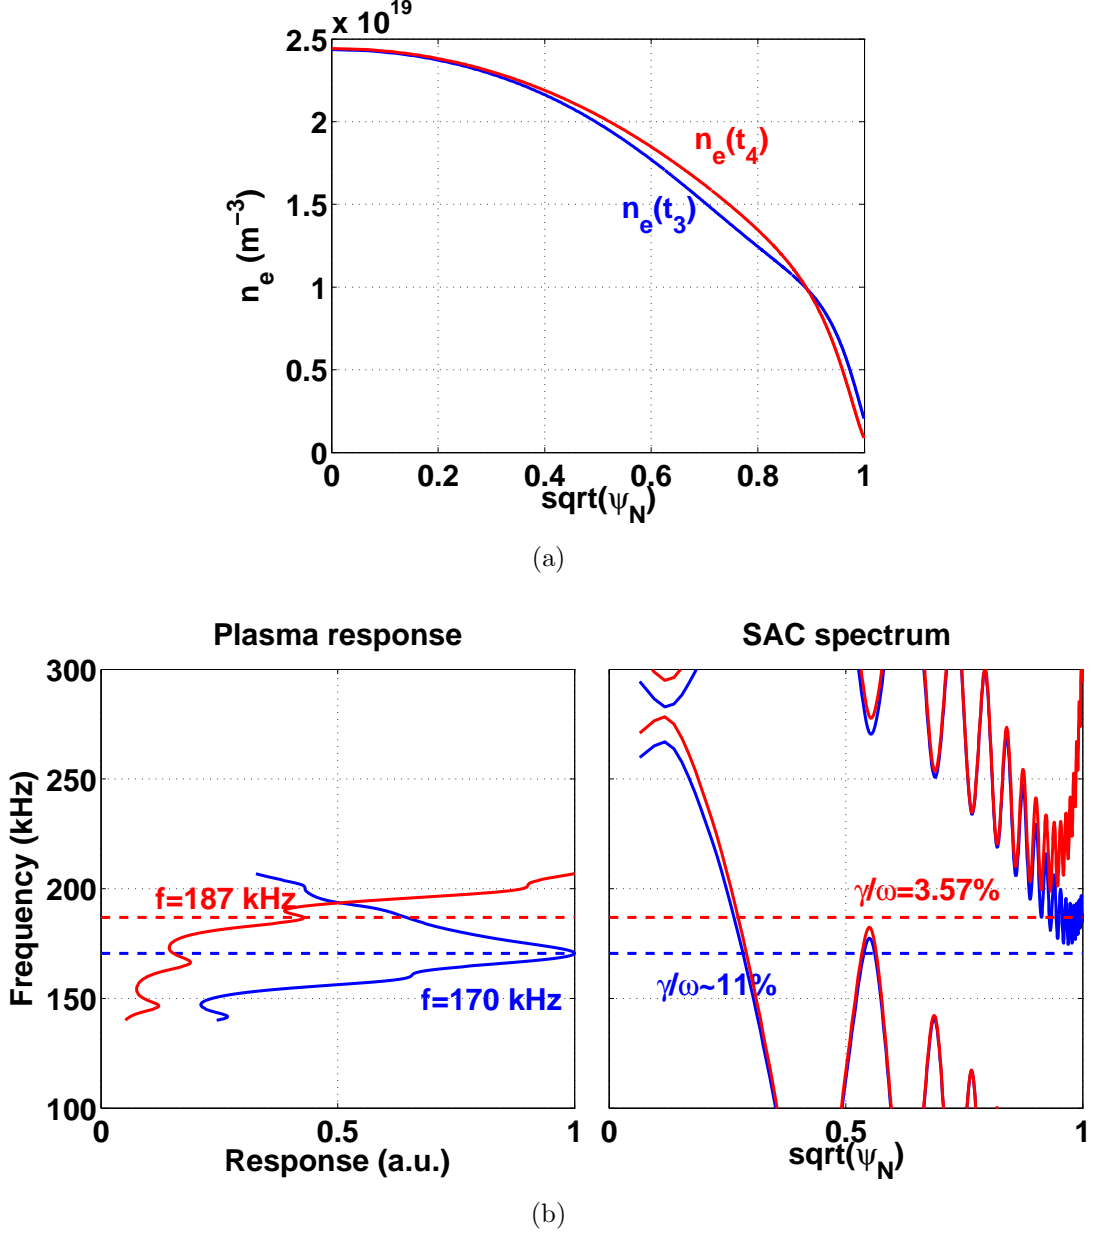 x 10^19
2.5
2
1.5
1
0.5
0
n_e (m^−3)
n_e(t_4)
n_e(t_3)
0 0.2 0.4 0.6 0.8 1
sqrt(ψ_N)
(a)
Plasma response
SAC spectrum
300
250
200
150
100
Frequency (kHz)
f=187 kHz
f=170 kHz
γ/ω=3.57%
γ/ω~11%
0 0.5 1
0 0.5 1
Response (a.u.)
sqrt(ψ_N)
(b)